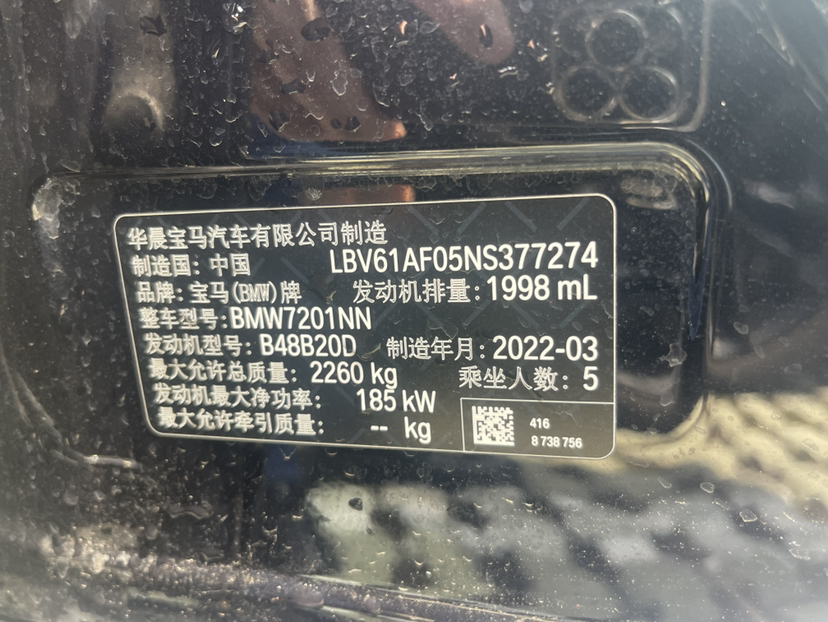 华晨宝马汽车有限公司制造
制造国: 中国 LBV61AF05NS377274
品牌: 宝马(BMW)牌 发动机排量: 1998 mL
整车型号: BMW7201NN
发动机型号: B48B20D 制造年月: 2022-03
最大允许总质量: 2260 kg 乘坐人数: 5
发动机最大净功率: 185 kW
最大允许牵引质量: -- kg
416
8 738 756